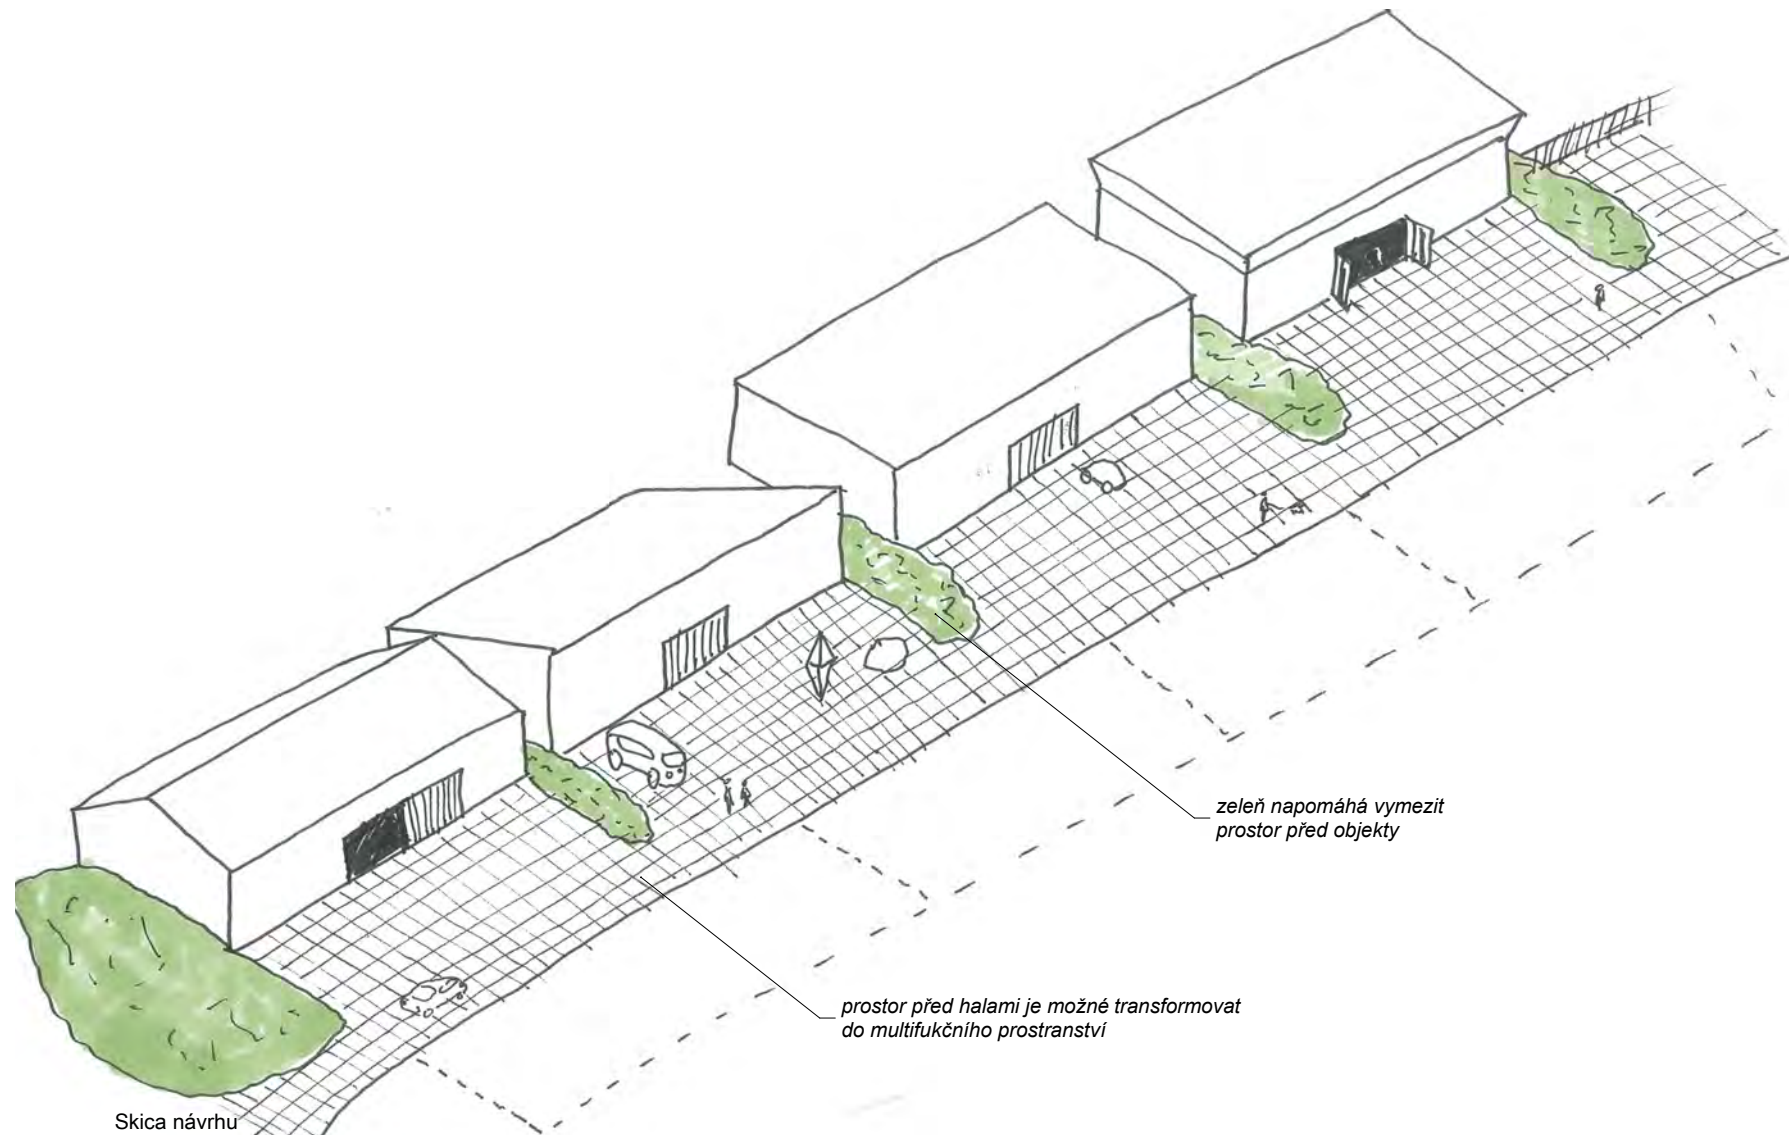 zeleň napomáhá vymezit
prostor před objekty
prostor před halami je možné transformovat
do multifukčního prostranství
Skica návrhu